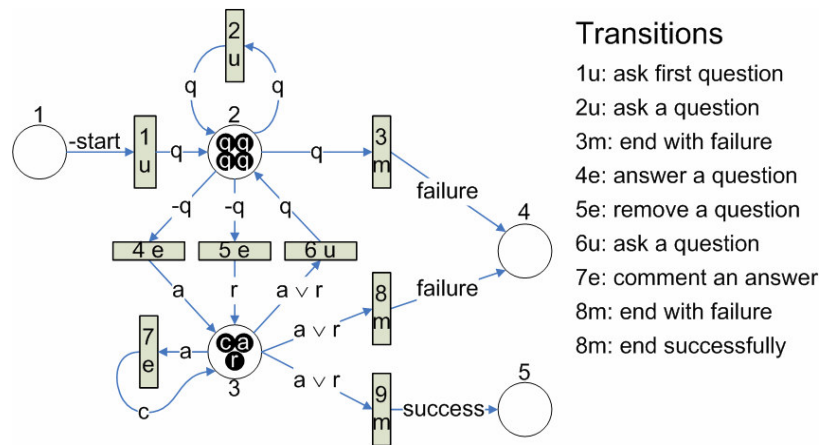 Transitions
1u: ask first question
2u: ask a question
3m: end with failure
4e: answer a question
5e: remove a question
6u: ask a question
7e: comment an answer
8m: end with failure
8m: end successfully
2
u
q
q
1
-start
1
u
q
2
q q
q q
q
3
m
failure
4
-q
-q
q
4 e
5 e
6 u
a
r
a ∨ r
8
m
failure
a ∨ r
7
e
a
c a
r
3
c
a ∨ r
9
m
success
5